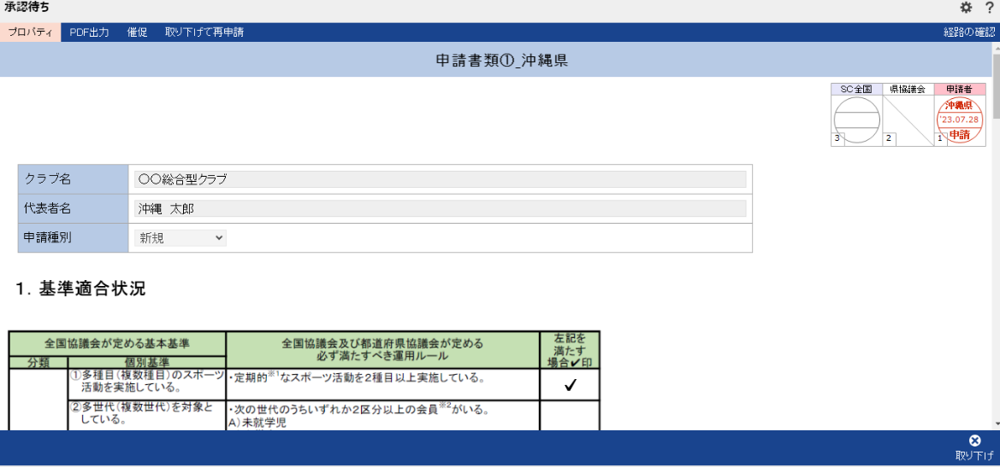 承認待ち
?
プロパティ PDF出力 催促 取り下げて再申請 経路の確認
申請書類①_沖縄県
SC全国 県協議会 申請者
沖縄県
'23.07.28
申請
3 2 1
クラブ名 〇〇総合型クラブ
代表者名 沖縄 太郎
申請種別 新規
1. 基準適合状況
全国協議会が定める基本基準
全国協議会及び都道府県協議会が定める
必ず満たすべき運用ルール
左記を
満たす
場合✔印
分類 個別基準
①多種目(複数種目)のスポーツ
活動を実施している。
・定期的※1なスポーツ活動を2種目以上実施している。
✔
②多世代(複数世代)を対象と
している。
・次の世代のうちいずれか2区分以上の会員※2がいる。
A)未就学児
取り下げ